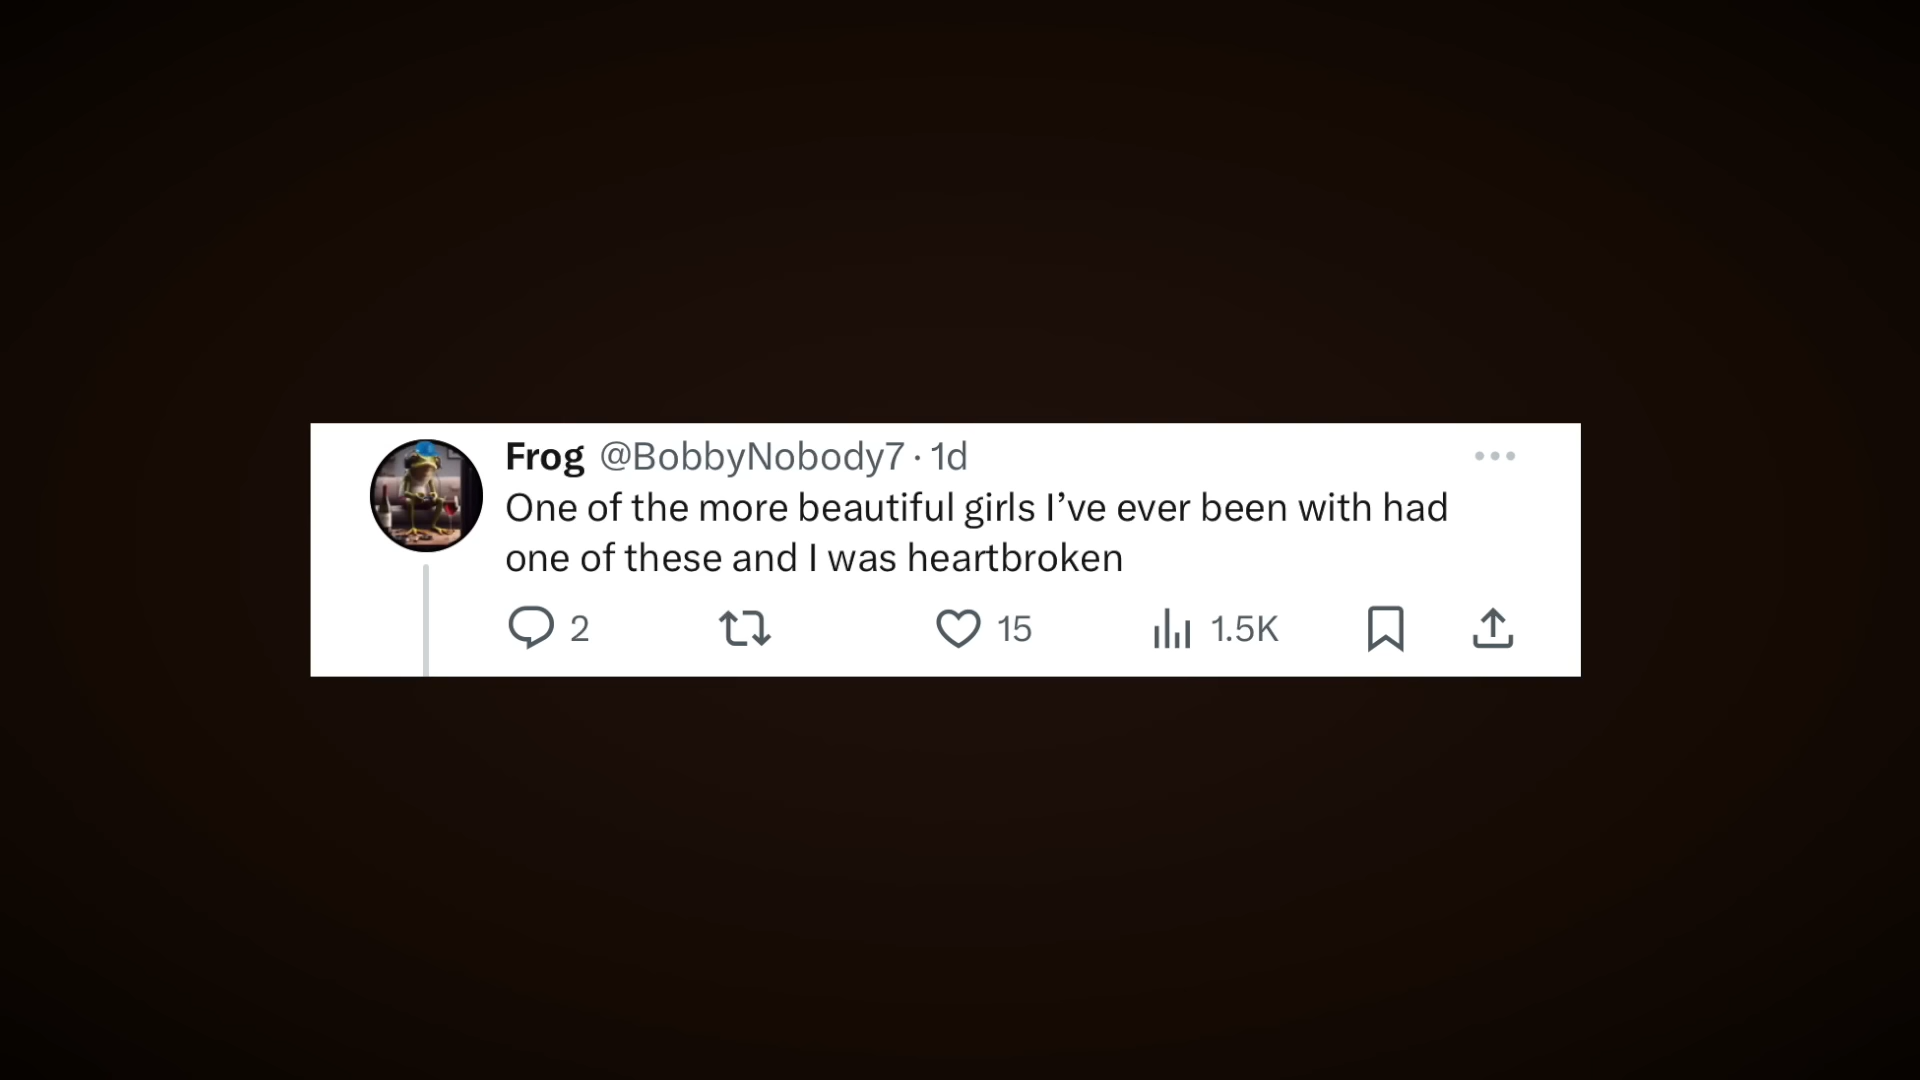 Frog @BobbyNobody7 · 1d
One of the more beautiful girls I’ve ever been with had
one of these and I was heartbroken
2 15 1.5K